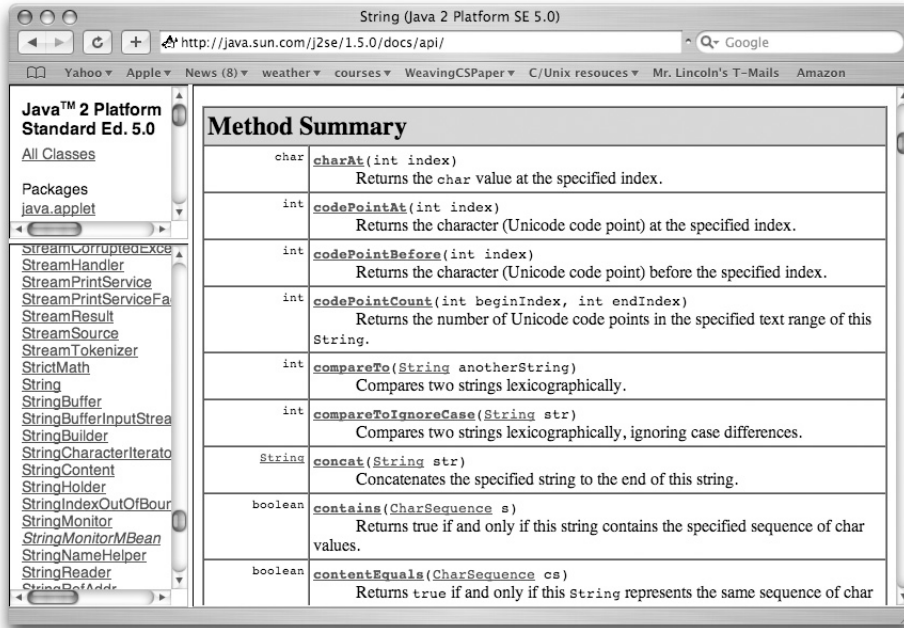 String (Java 2 Platform SE 5.0)
http://java.sun.com/j2se/1.5.0/docs/api/
Google
Yahoo Apple News (8) weather courses WeavingCSPaper C/Unix resouces Mr. Lincoln's T-Mails Amazon
Java™ 2 Platform
Standard Ed. 5.0
All Classes
Packages
java.applet
StreamCorruptedExce
StreamHandler
StreamPrintService
StreamPrintServiceFa
StreamResult
StreamSource
StreamTokenizer
StrictMath
String
StringBuffer
StringBufferInputStrea
StringBuilder
StringCharacterIterato
StringContent
StringHolder
StringIndexOutOfBour
StringMonitor
StringMonitorMBean
StringNameHelper
StringReader
StringRefAddr
Method Summary
char charAt(int index)
Returns the char value at the specified index.
int codePointAt(int index)
Returns the character (Unicode code point) at the specified index.
int codePointBefore(int index)
Returns the character (Unicode code point) before the specified index.
int codePointCount(int beginIndex, int endIndex)
Returns the number of Unicode code points in the specified text range of this
String.
int compareTo(String anotherString)
Compares two strings lexicographically.
int compareToIgnoreCase(String str)
Compares two strings lexicographically, ignoring case differences.
String concat(String str)
Concatenates the specified string to the end of this string.
boolean contains(CharSequence s)
Returns true if and only if this string contains the specified sequence of char
values.
boolean contentEquals(CharSequence cs)
Returns true if and only if this String represents the same sequence of char